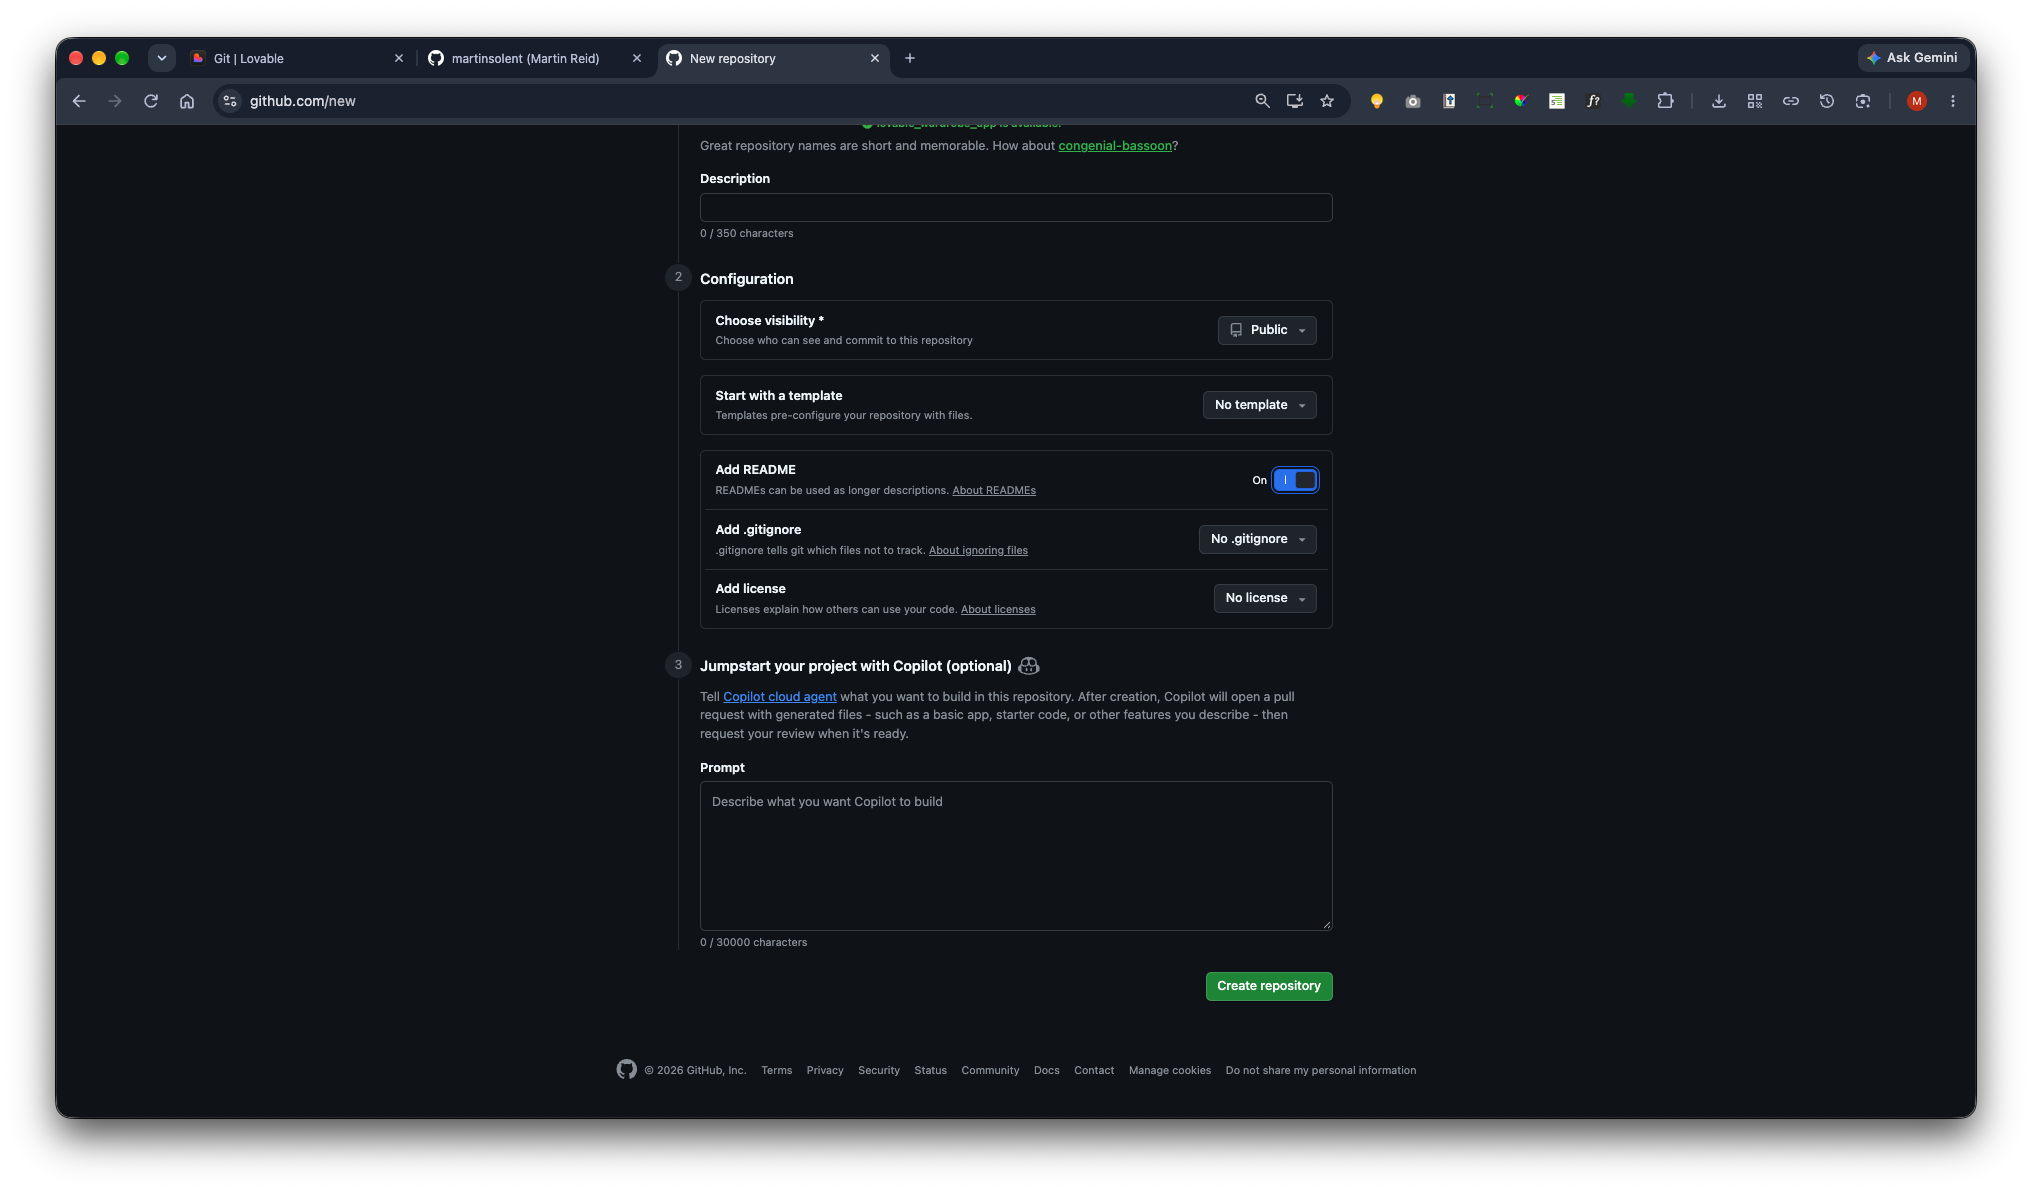 Git | Lovable
martinsolent (Martin Reid)
New repository
Ask Gemini
github.com/new
M
lovable_wardrobe_app is available.
Great repository names are short and memorable. How about congenial-bassoon?
Description
0 / 350 characters
2
Configuration
Choose visibility *
Choose who can see and commit to this repository
Public
Start with a template
Templates pre-configure your repository with files.
No template
Add README
READMEs can be used as longer descriptions. About READMEs
On
Add .gitignore
.gitignore tells git which files not to track. About ignoring files
No .gitignore
Add license
Licenses explain how others can use your code. About licenses
No license
3
Jumpstart your project with Copilot (optional)
Tell Copilot cloud agent what you want to build in this repository. After creation, Copilot will open a pull
request with generated files - such as a basic app, starter code, or other features you describe - then
request your review when it's ready.
Prompt
Describe what you want Copilot to build
0 / 30000 characters
Create repository
© 2026 GitHub, Inc. Terms Privacy Security Status Community Docs Contact Manage cookies Do not share my personal information